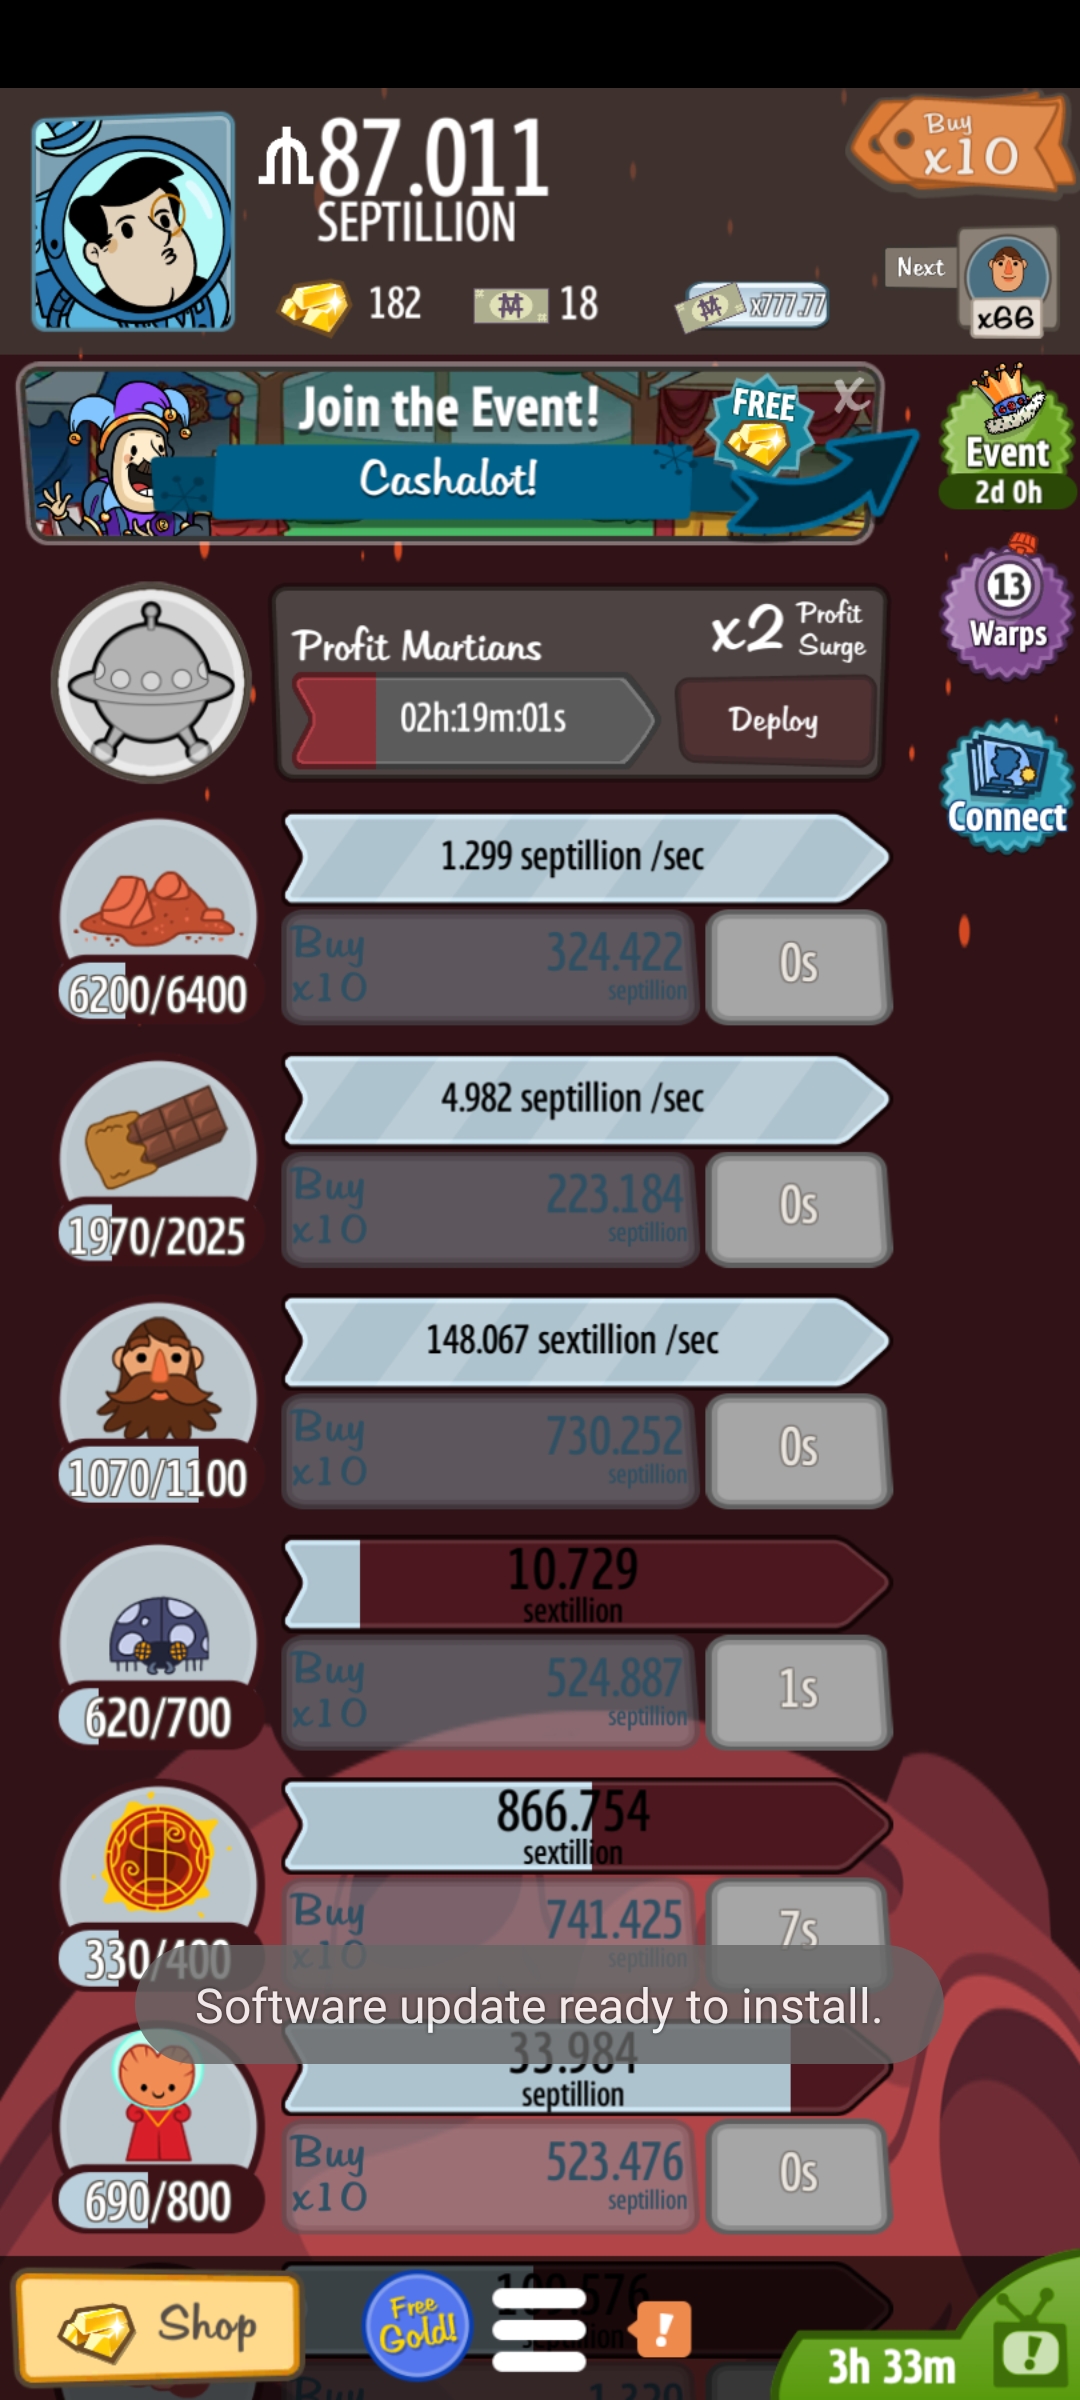 87.011
SEPTILLION
Buy
x10
182
18
x777.77
Next
x66
Join the Event!
Cashalot!
FREE
X
Event
2d 0h
13
Warps
Connect
Profit Martians
x2 Profit
Surge
02h:19m:01s
Deploy
1.299 septillion /sec
6200/6400
Buy
x10
324.422
septillion
0s
4.982 septillion /sec
1970/2025
Buy
x10
223.184
septillion
0s
148.067 sextillion /sec
1070/1100
Buy
x10
730.252
septillion
0s
10.729
sextillion
620/700
Buy
x10
524.887
septillion
1s
866.754
sextillion
330/400
Buy
x10
741.425
septillion
7s
Software update ready to install.
33.984
septillion
690/800
Buy
x10
523.476
septillion
0s
Shop
Free
Gold!
!
3h 33m
!